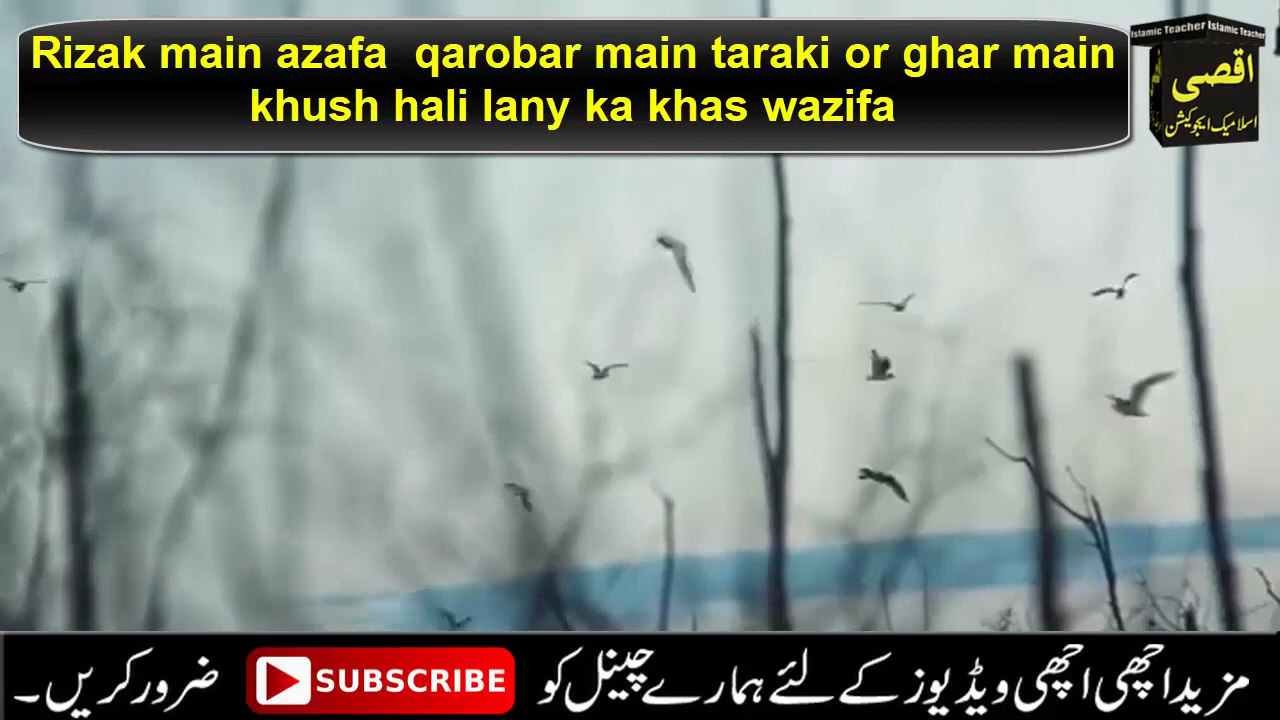 Rizak main azafa qarobar main taraki or ghar main
khush hali lany ka khas wazifa
Islamic Teacher Islamic Teacher
اقصی
اسلامیک ایجوکیشن
مزید اچھی اچھی ویڈیوز کے لئے ہمارے چینل کو SUBSCRIBE ضرور کریں۔